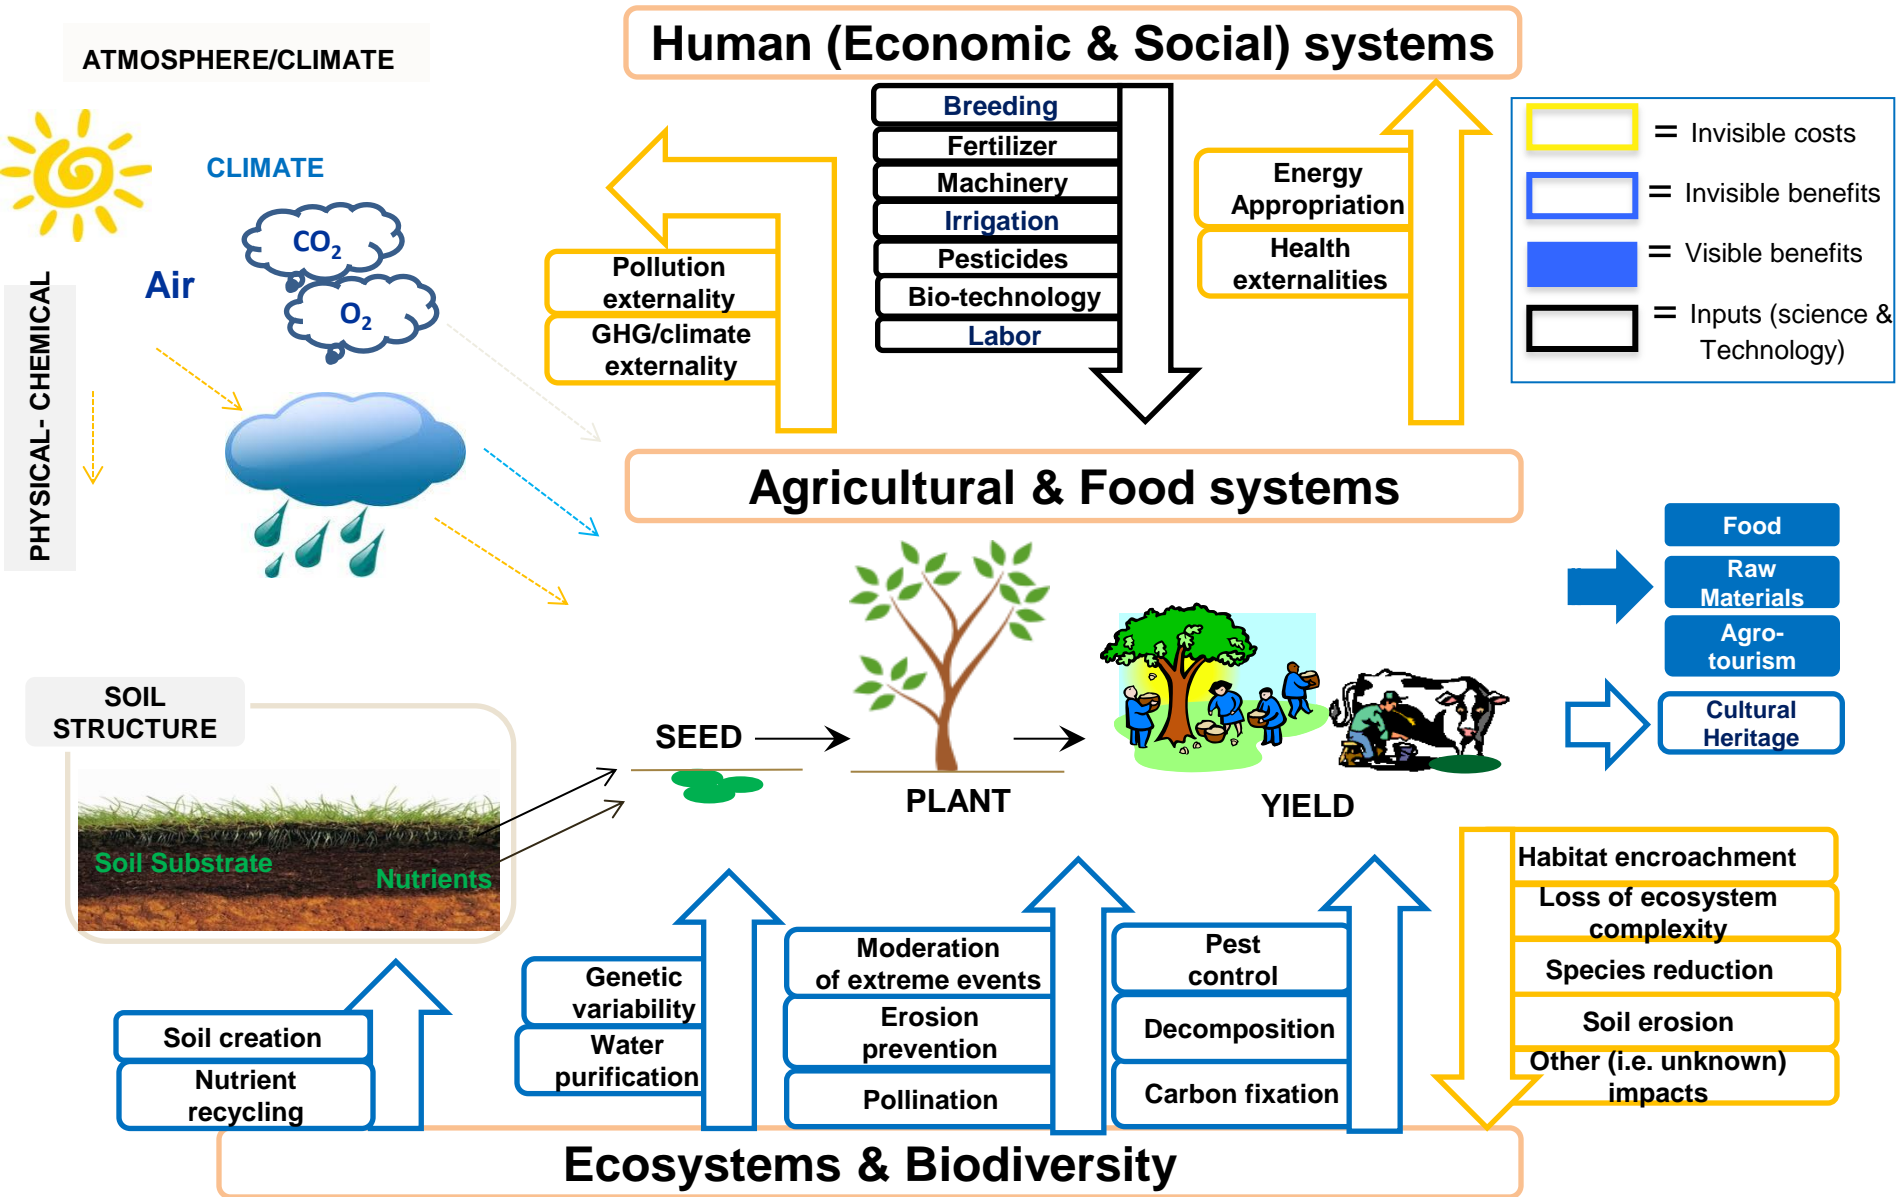 Human (Economic & Social) systems
ATMOSPHERE/CLIMATE
CLIMATE
CO2
Air
O2
PHYSICAL- CHEMICAL
Pollution
externality
GHG/climate
externality
Breeding
Fertilizer
Machinery
Irrigation
Pesticides
Bio-technology
Labor
Energy
Appropriation
Health
externalities
= Invisible costs
= Invisible benefits
= Visible benefits
= Inputs (science &
Technology)
Agricultural & Food systems
Food
Raw
Materials
Agro-
tourism
Cultural
Heritage
SOIL
STRUCTURE
Soil Substrate
Nutrients
SEED
PLANT
YIELD
Soil creation
Nutrient
recycling
Genetic
variability
Water
purification
Moderation
of extreme events
Erosion
prevention
Pollination
Pest
control
Decomposition
Carbon fixation
Habitat encroachment
Loss of ecosystem
complexity
Species reduction
Soil erosion
Other (i.e. unknown)
impacts
Ecosystems & Biodiversity